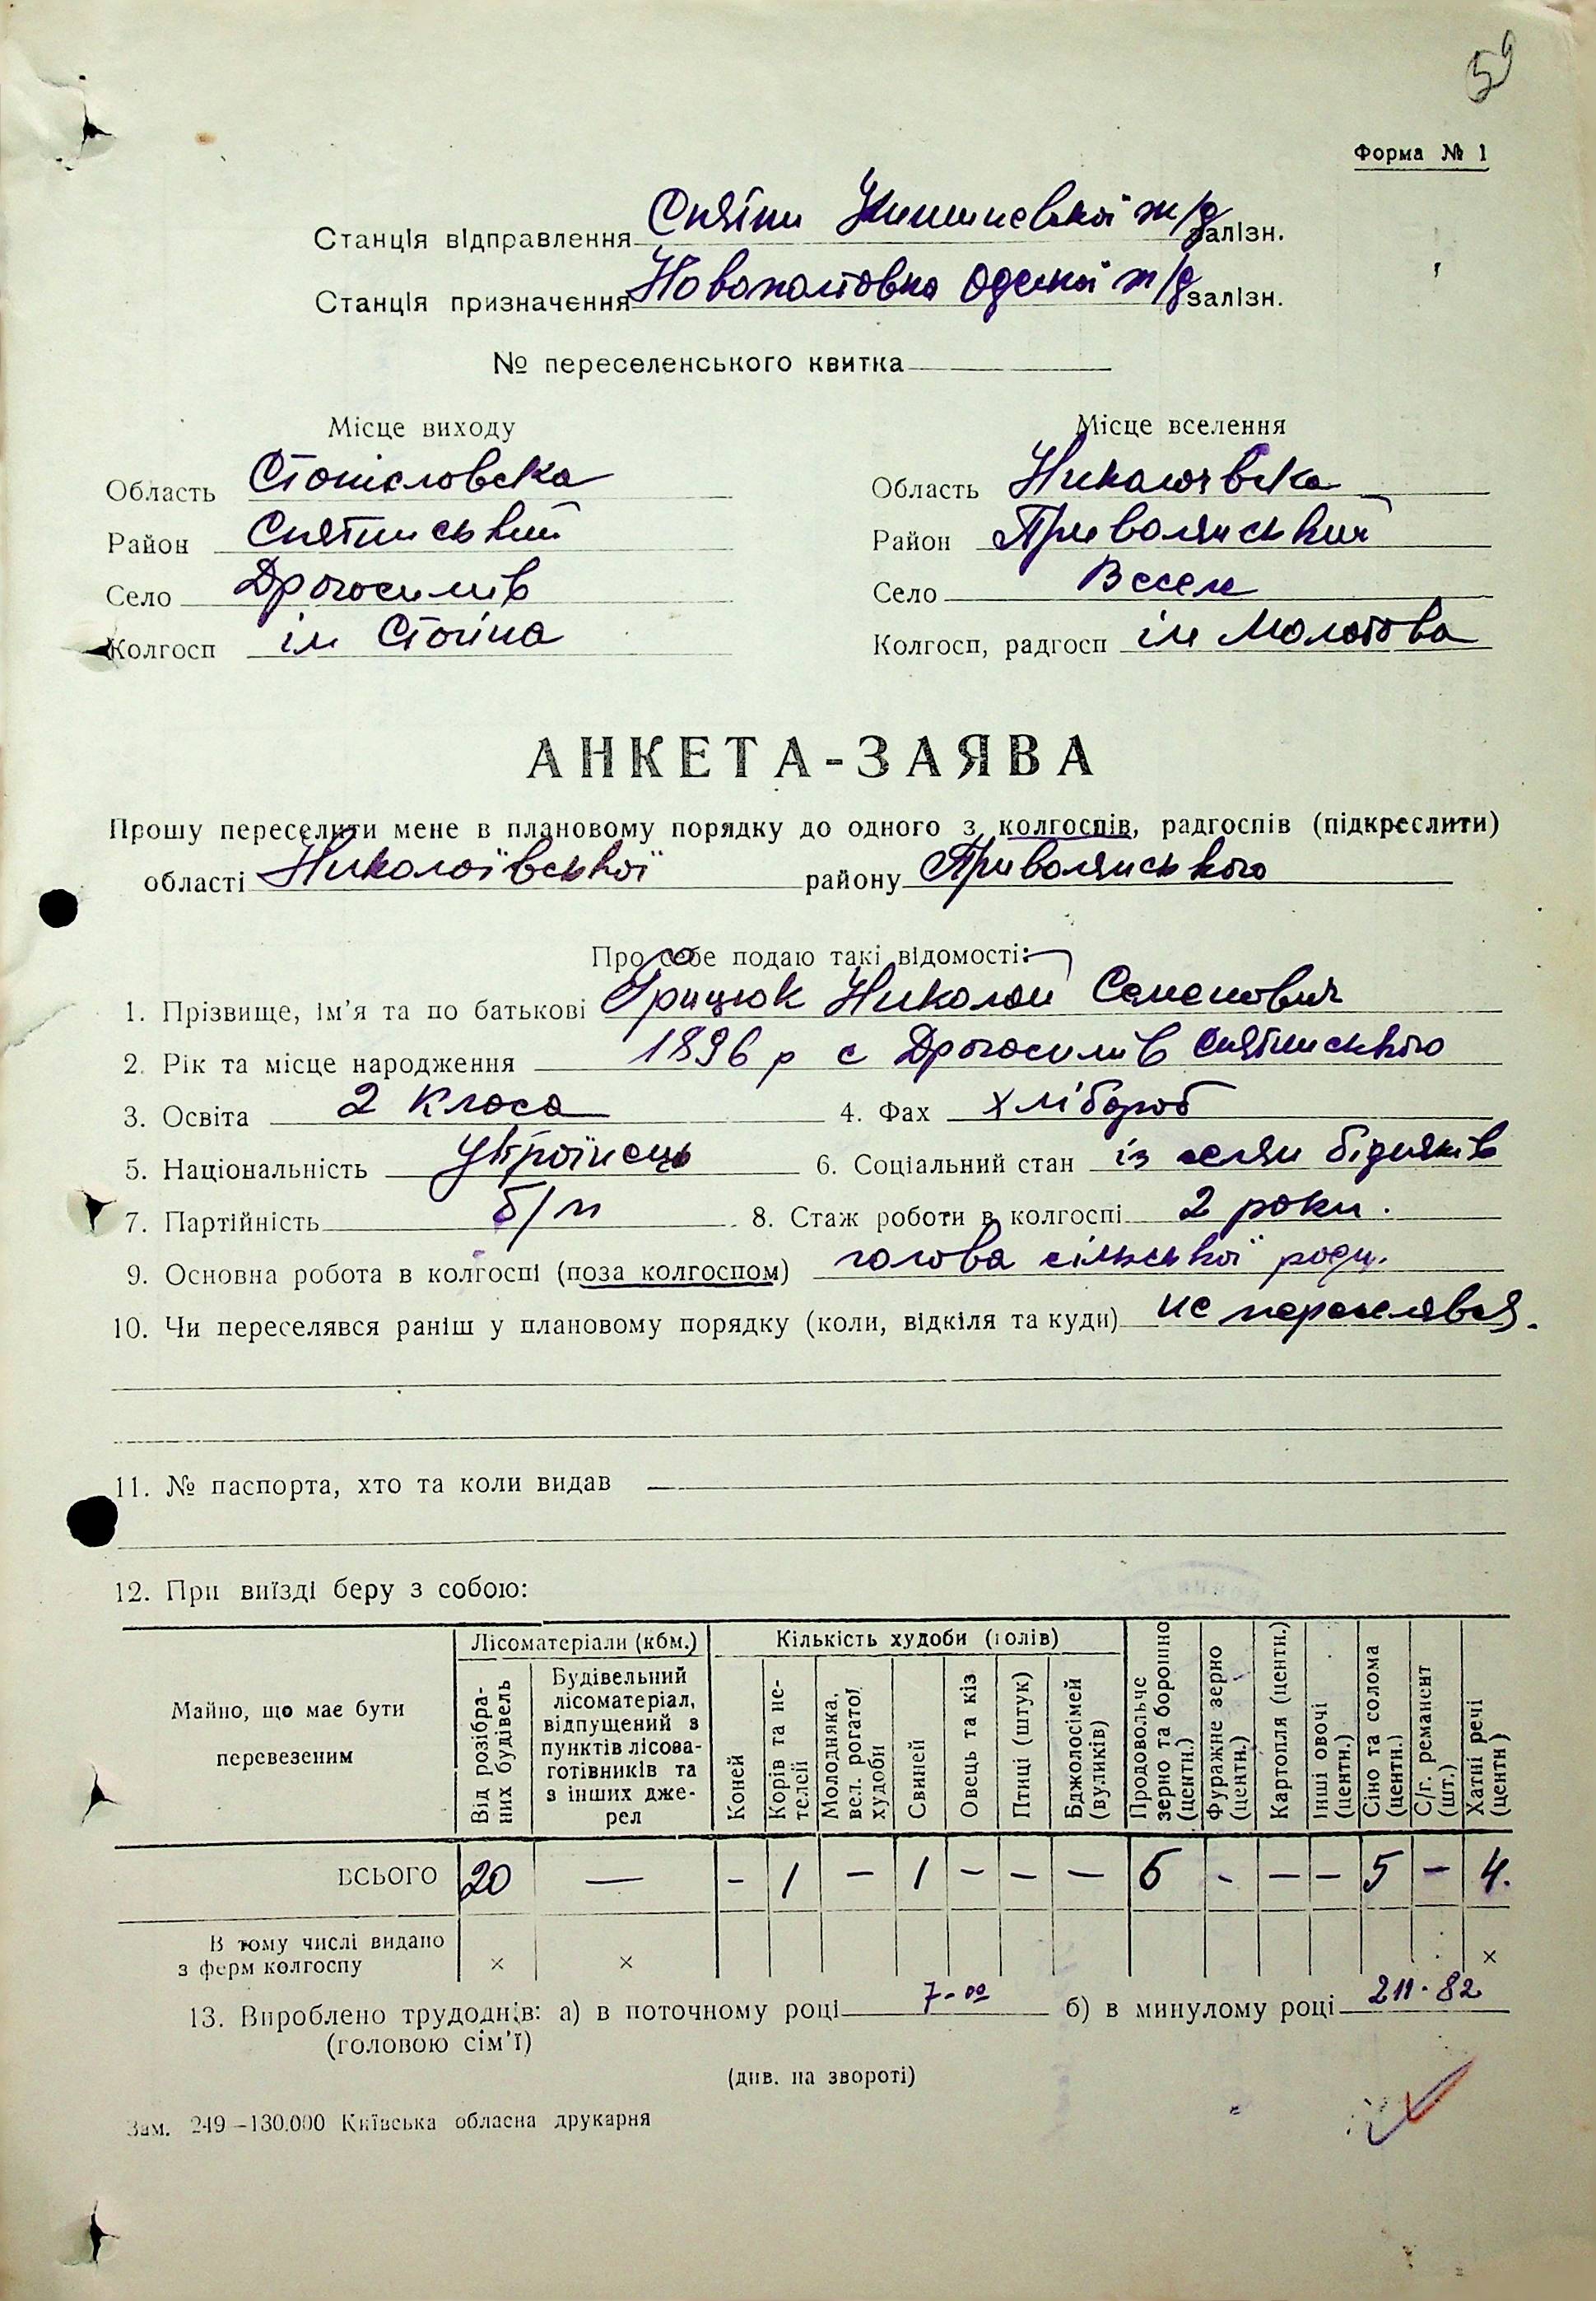 59
Форма № 1
Станція відправлення Снятин Кишиневської ж/д залізн.
Станція призначення Новополтовка Одеської ж/д залізн.
№ переселенського квитка
Місце виходу Місце вселення
Область Станіславска Область Николаївска
Район Снятинський Район Привольянський
Село Драгасимів Село Веселе
Колгосп ім Сталіна Колгосп, радгосп ім Молотова
АНКЕТА-ЗАЯВА
Прошу переселити мене в плановому порядку до одного з колгоспів, радгоспів (підкреслити)
області Николаївської району Привольянського
Про себе подаю такі відомості:
1. Прізвище, ім'я та по батькові Грицюк Николай Семенович
2. Рік та місце народження 1896 р с Драгасимів Снятинського
3. Освіта 2 класа 4. Фах хлібороб
5. Національність Українець 6. Соціальний стан із селян бідняків
7. Партійність б/п 8. Стаж роботи в колгоспі 2 роки.
9. Основна робота в колгоспі (поза колгоспом) голова сільської ради.
10. Чи переселявся раніш у плановому порядку (коли, відкіля та куди) не переселявся.
11. № паспорта, хто та коли видав
12. При виїзді беру з собою:
Майно, що має бути перевезеним
Лісоматеріали (кбм.) Кількість худоби (голів)
Від розібраних будівель
Будівельний лісоматеріал, відпущений з пунктів лісозаготівників та з інших джерел
Коней
Корів та нетелей
Молодняка, вел. рогатої худоби
Свиней
Овець та кіз
Птиці (штук)
Бджолосімей (вуликів)
Продовольче зерно та борошно (центн.)
Фуражне зерно (центн.)
Картопля (центн.)
Інші овочі (центн.)
Сіно та солома (центн.)
С/г. реманент (шт.)
Хатні речі (центн)
ВСЬОГО 20 — - 1 — 1 - - — 6 - — - 5 - 4.
В тому числі видано
з ферм колгоспу × × ×
13. Вироблено трудоднів: а) в поточному році 7-00 б) в минулому році 211-82
(головою сім'ї)
(див. на звороті)
Зам. 249—130.000 Київська обласна друкарня